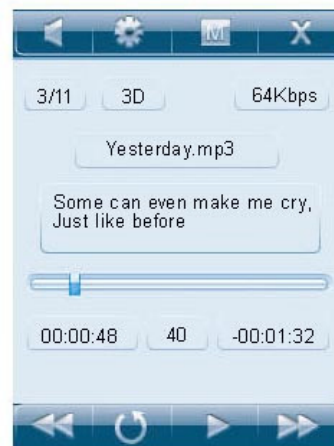 M X
3/11 3D 64Kbps
Yesterday.mp3
Some can even make me cry,
Just like before
00:00:48 40 -00:01:32